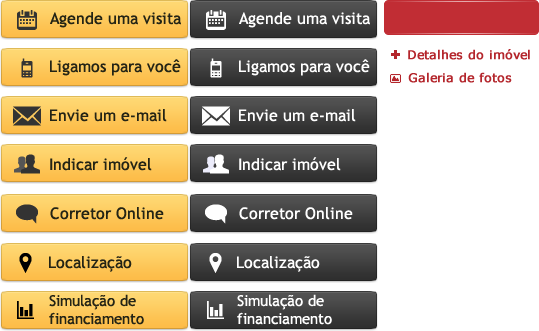 Agende uma visita
Ligamos para você
Envie um e-mail
Indicar imóvel
Corretor Online
Localização
Simulação de
financiamento
Agende uma visita
Ligamos para você
Envie um e-mail
Indicar imóvel
Corretor Online
Localização
Simulação de
financiamento
Detalhes do imóvel
Galeria de fotos